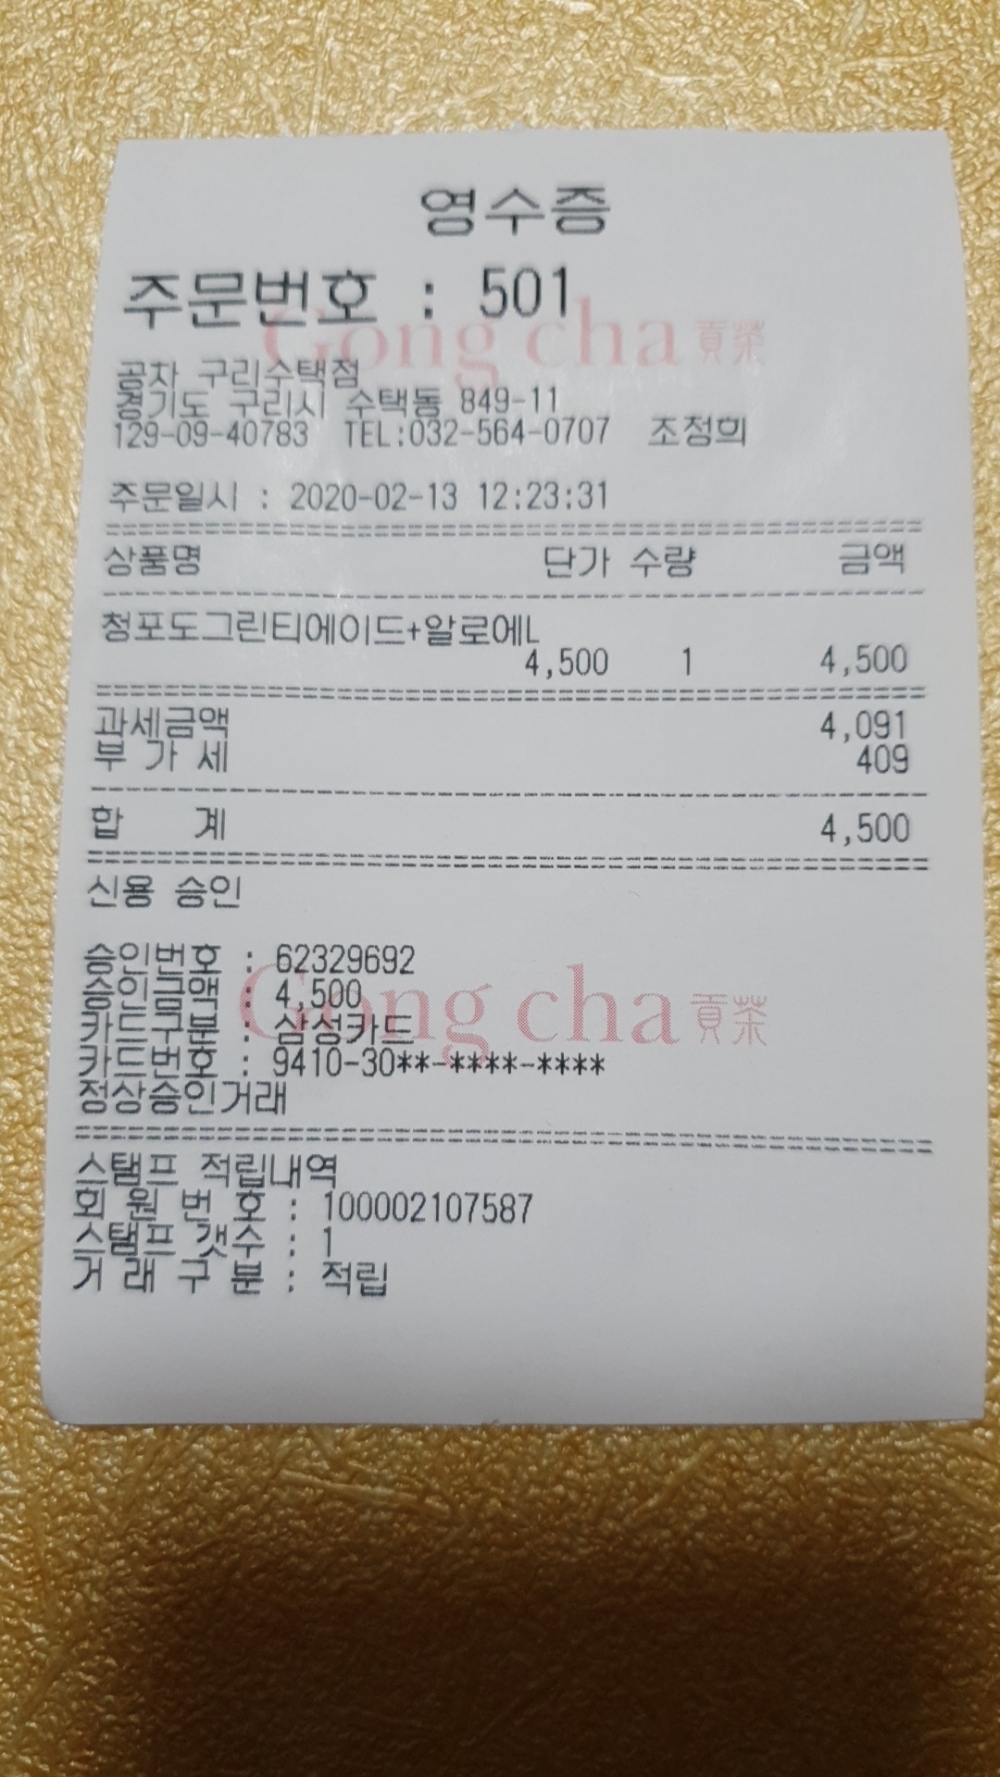 영수증
주문번호 : 501
Gong cha 貢茶
공차 구리수택점
경기도 구리시 수택동 849-11
129-09-40783 TEL:032-564-0707 조정희
주문일시 : 2020-02-13 12:23:31
상품명 단가 수량 금액
청포도그린티에이드+알로에L
4,500 1 4,500
과세금액 4,091
부 가 세 409
합 계 4,500
신용 승인
승인번호 : 62329692
승인금액 : 4,500
Gong cha 貢茶
카드구분 : 삼성카드
카드번호 : 9410-30**-****-****
정상승인거래
스탬프 적립내역
회 원 번 호 : 100002107587
스탬프 갯수 : 1
거 래 구 분 : 적립